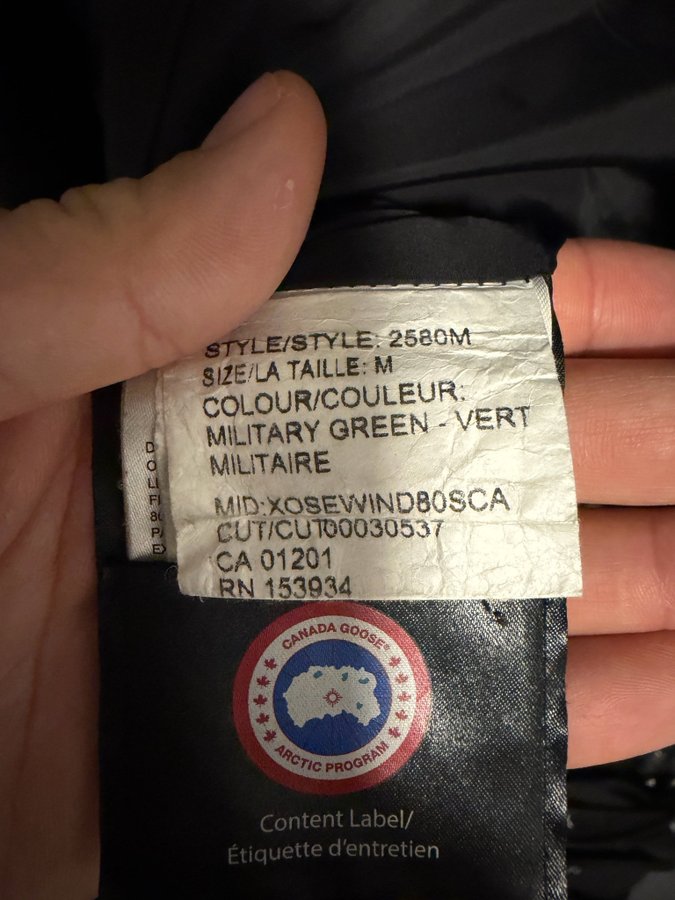 STYLE/STYLE: 2580M
SIZE/LA TAILLE: M
COLOUR/COULEUR:
MILITARY GREEN - VERT
MILITAIRE
MID:XOSEWIND80SCA
CUT/CUT00030537
CA 01201
RN 153934
CANADA GOOSE®
ARCTIC PROGRAM
Content Label/
Étiquette d'entretien